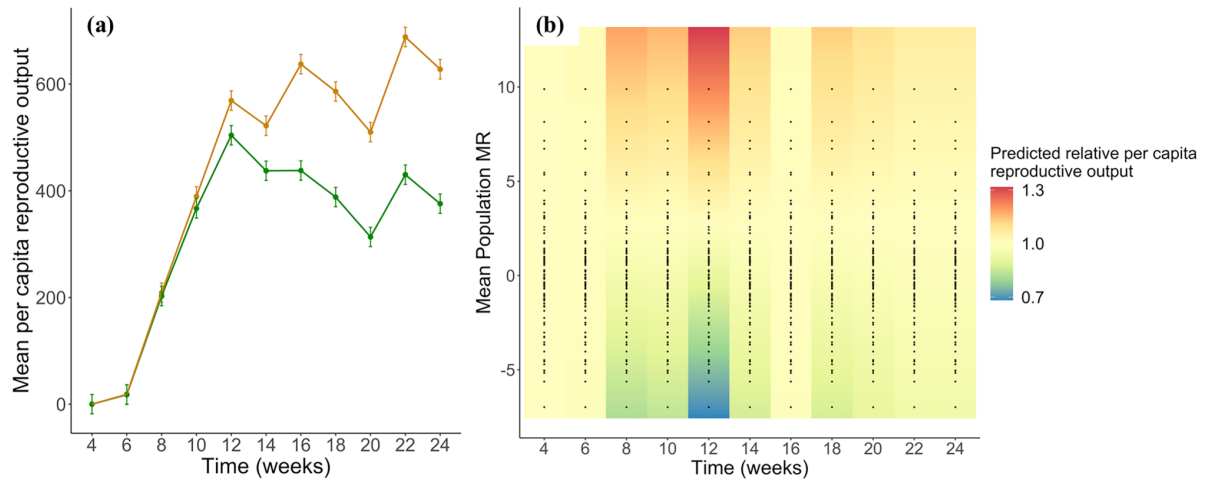 (a)
Mean per capita reproductive output
600
400
200
0
4 6 8 10 12 14 16 18 20 22 24
Time (weeks)
(b)
Mean Population MR
10
5
0
-5
4 6 8 10 12 14 16 18 20 22 24
Time (weeks)
Predicted relative per capita
reproductive output
1.3
1.0
0.7